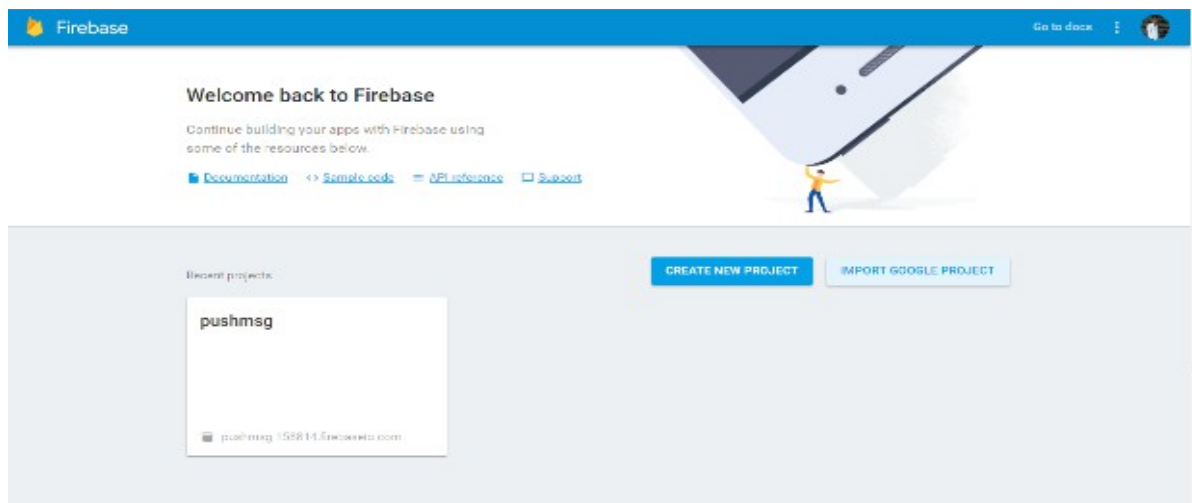 Firebase
Go to docs
Welcome back to Firebase
Continue building your apps with Firebase using
some of the resources below.
Documentation <> Sample code API reference Support
Recent projects
CREATE NEW PROJECT
IMPORT GOOGLE PROJECT
pushmsg